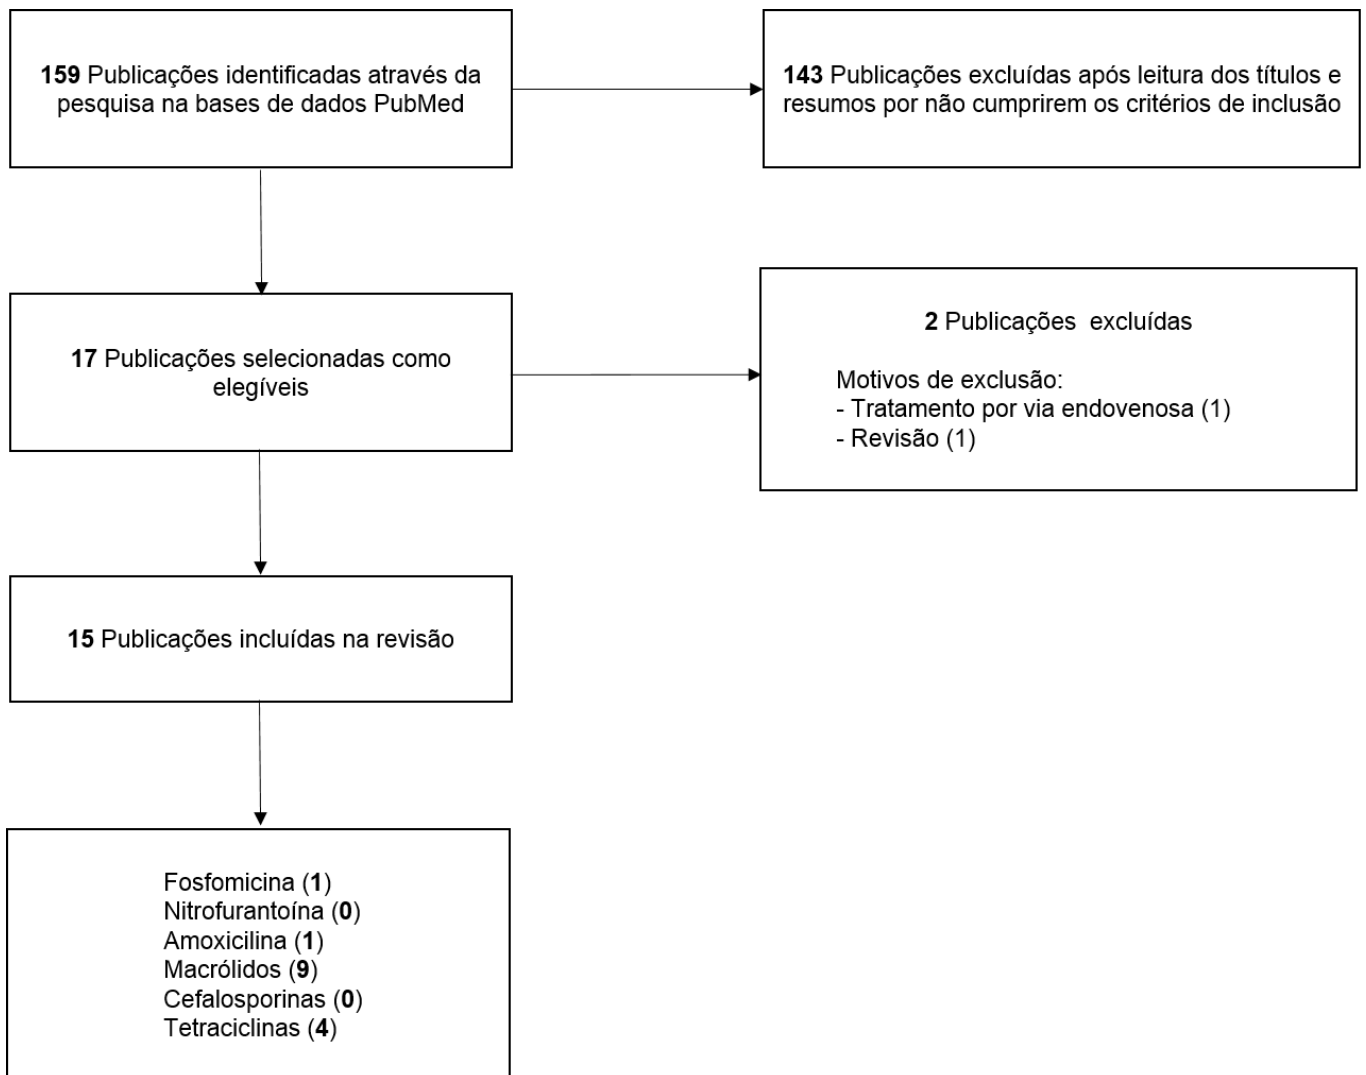 159 Publicações identificadas através da
pesquisa na bases de dados PubMed
143 Publicações excluídas após leitura dos títulos e
resumos por não cumprirem os critérios de inclusão
17 Publicações selecionadas como
elegíveis
2 Publicações excluídas
Motivos de exclusão:
- Tratamento por via endovenosa (1)
- Revisão (1)
15 Publicações incluídas na revisão
Fosfomicina (1)
Nitrofurantoína (0)
Amoxicilina (1)
Macrólidos (9)
Cefalosporinas (0)
Tetraciclinas (4)